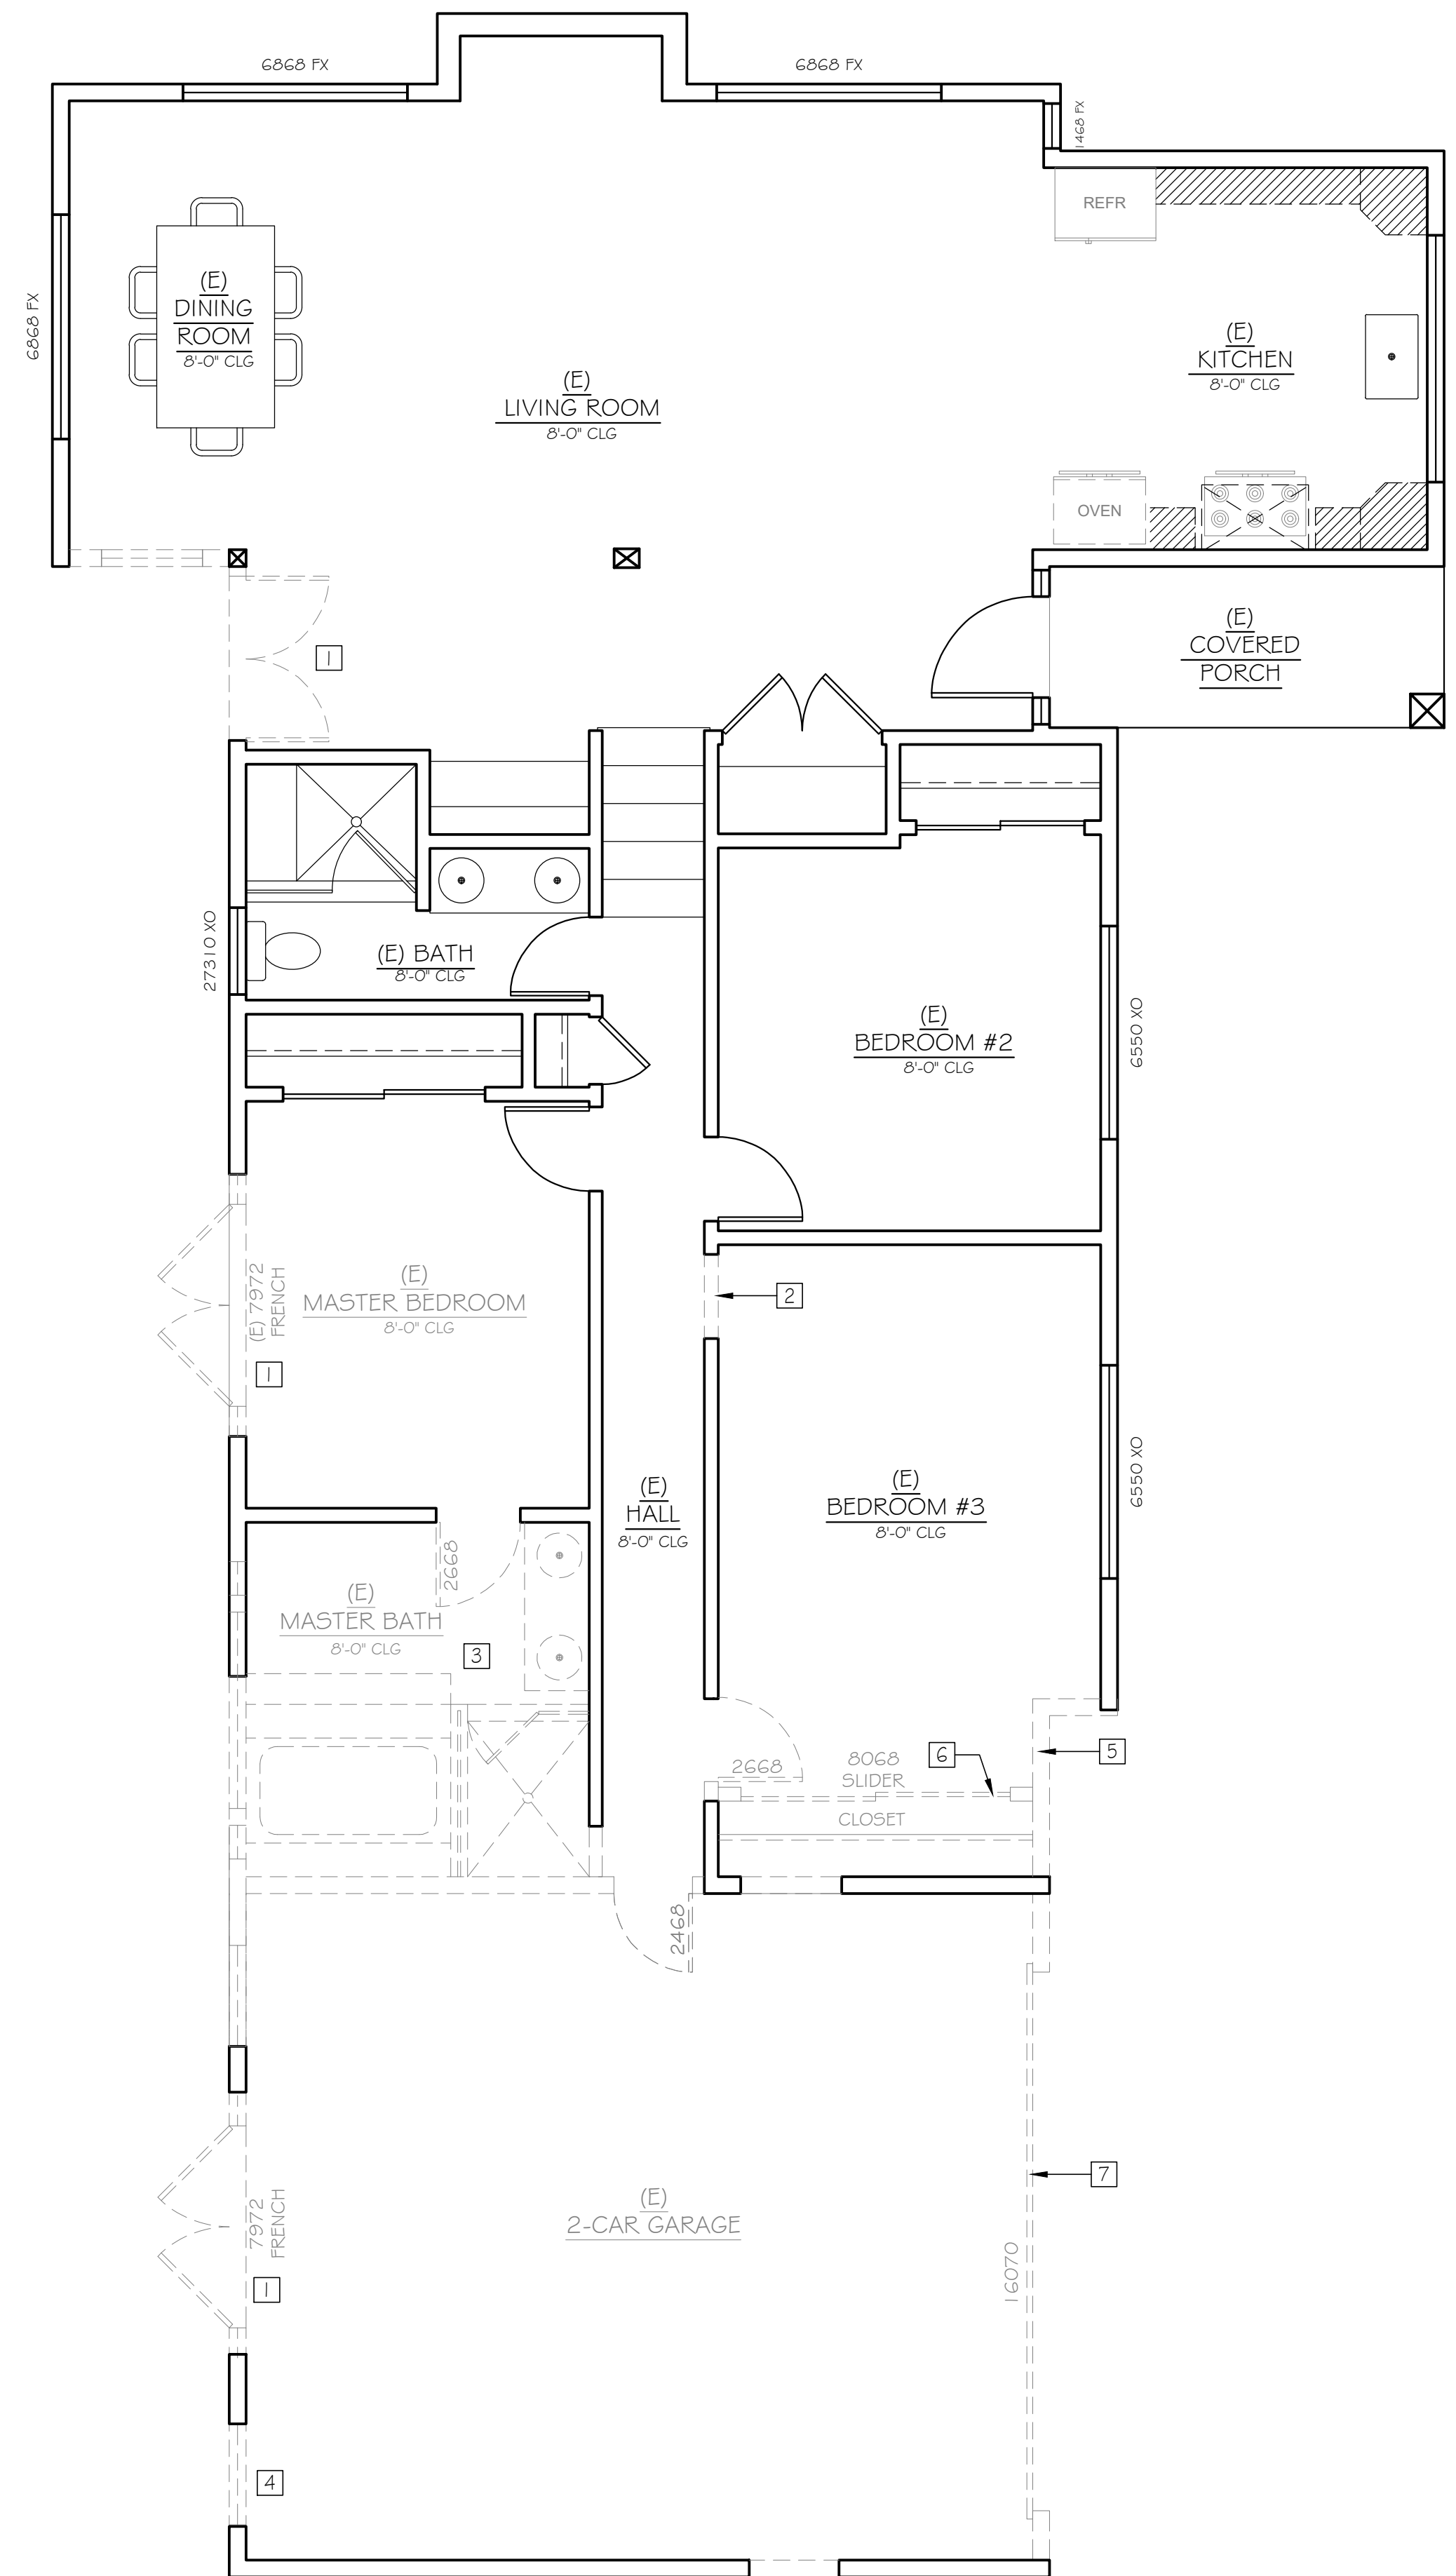 6868 FX
6868 FX
1468 FX
REFR
6868 FX
(E)
DINING
ROOM
8'-0" CLG
(E)
KITCHEN
8'-0" CLG
(E)
LIVING ROOM
8'-0" CLG
OVEN
(E)
COVERED
PORCH
1
27310 XO
(E) BATH
8'-0" CLG
(E)
BEDROOM #2
8'-0" CLG
6550 XO
(E) 7972
FRENCH
(E)
MASTER BEDROOM
8'-0" CLG
2
1
(E)
HALL
8'-0" CLG
(E)
BEDROOM #3
8'-0" CLG
6550 XO
2668
(E)
MASTER BATH
8'-0" CLG
3
2668
8068
SLIDER
6
5
CLOSET
2468
7
7972
FRENCH
(E)
2-CAR GARAGE
16070
1
4